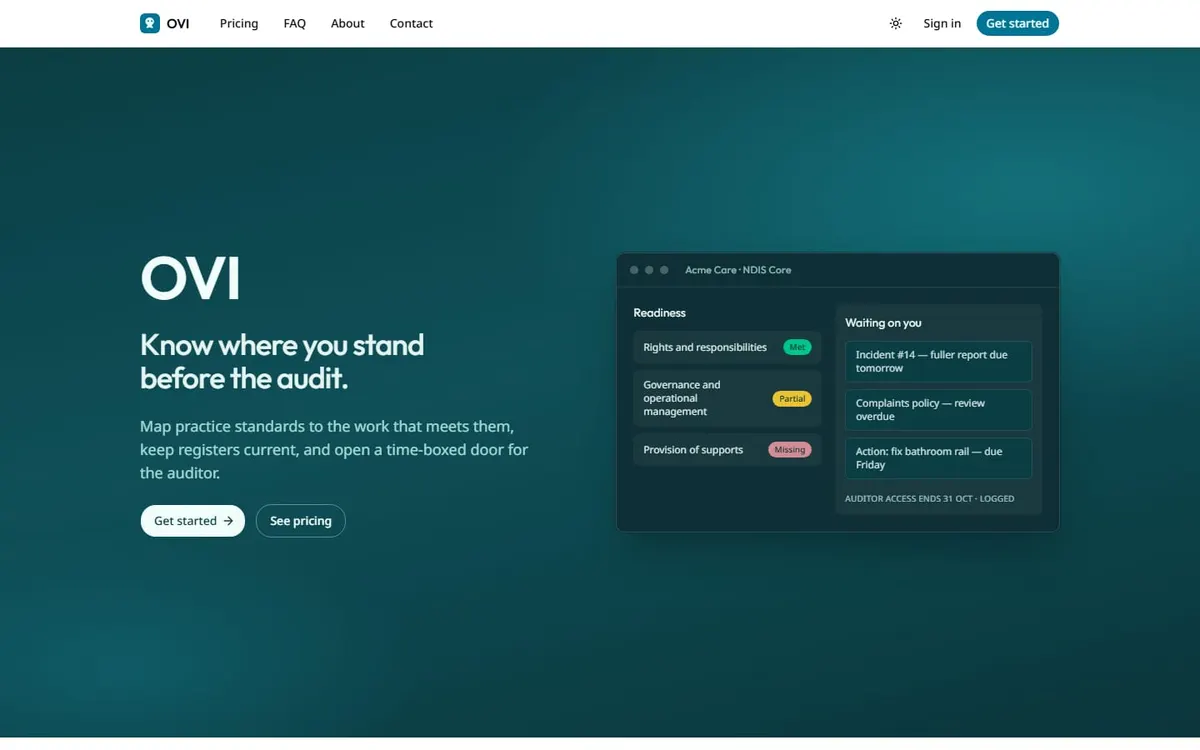 OVI
Pricing
FAQ
About
Contact
Sign in
Get started
OVI
Know where you stand
before the audit.
Map practice standards to the work that meets them,
keep registers current, and open a time-boxed door for
the auditor.
Get started →
See pricing
Acme Care · NDIS Core
Readiness
Rights and responsibilities
Met
Governance and
operational
management
Partial
Provision of supports
Missing
Waiting on you
Incident #14 — fuller report due
tomorrow
Complaints policy — review
overdue
Action: fix bathroom rail — due
Friday
AUDITOR ACCESS ENDS 31 OCT · LOGGED